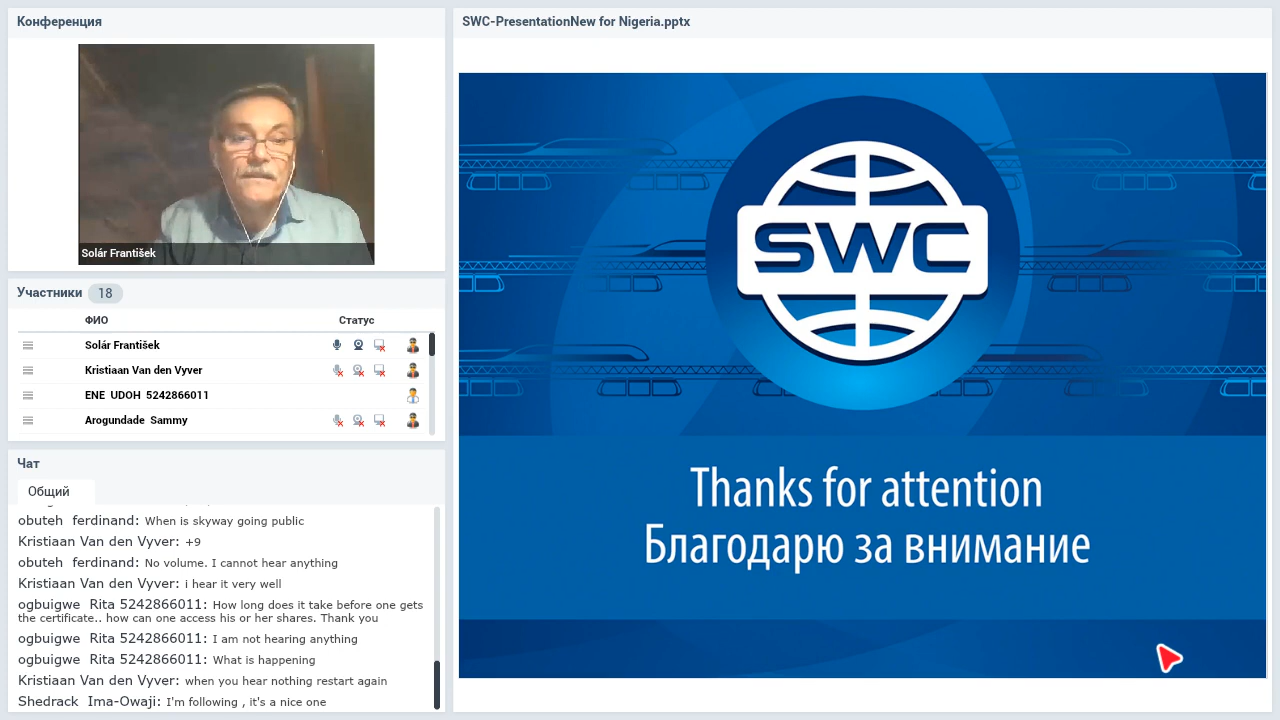 Конференция
Solár František
Участники 18
ФИО Статус
Solár František
Kristiaan Van den Vyver
ENE UDOH 5242866011
Arogundade Sammy
Чат
Общий
obuteh ferdinand: When is skyway going public
Kristiaan Van den Vyver: +9
obuteh ferdinand: No volume. I cannot hear anything
Kristiaan Van den Vyver: i hear it very well
ogbuigwe Rita 5242866011: How long does it take before one gets
the certificate.. how can one access his or her shares. Thank you
ogbuigwe Rita 5242866011: I am not hearing anything
ogbuigwe Rita 5242866011: What is happening
Kristiaan Van den Vyver: when you hear nothing restart again
Shedrack Ima-Owaji: I'm following , it's a nice one
SWC-PresentationNew for Nigeria.pptx
SWC
Thanks for attention
Благодарю за внимание